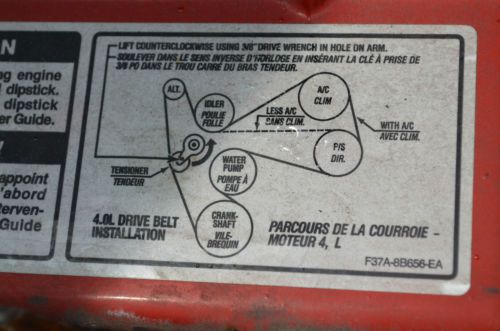 N
ng engine
dipstick.
dipstick
er Guide.
appoint
'abord
terven-
Guide
LIFT COUNTERCLOCKWISE USING 3/8" DRIVE WRENCH IN HOLE ON ARM.
SOULEVER DANS LE SENS INVERSE D'HORLOGE EN INSÉRANT LA CLÉ À PRISE DE
3/8 PO DANS LE TROU CARRÉ DU BRAS TENDEUR.
ALT.
IDLER
POULIE
FOLLE
A/C
CLIM
LESS A/C
SANS CLIM.
WITH A/C
AVEC CLIM.
P/S
DIR.
TENSIONER
TENDEUR
WATER
PUMP
POMPE À
EAU
CRANK-
SHAFT
VILE-
BREQUIN
4.0L DRIVE BELT
INSTALLATION
PARCOURS DE LA COURROIE -
MOTEUR 4, L
F37A-8B656-EA